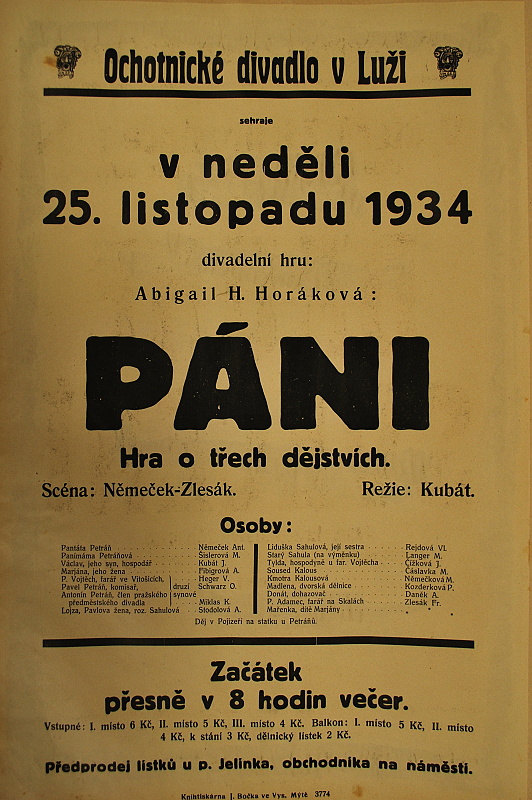 Ochotnické divadlo v Luži
sehraje
v neděli
25. listopadu 1934
divadelní hru:
Abigail H. Horáková:
PÁNI
Hra o třech dějstvích.
Scéna: Němeček-Zlesák. Režie: Kubát.
Osoby:
Pantáta Petráň . . . Němeček Ant.
Panimáma Petráňová . . . Šislerová M.
Václav, jeho syn, hospodář . . . Kubát J.
Marjána, jeho žena . . . Fibigrová A.
P. Vojtěch, farář ve Vitošicích, Heger V.
Pavel Petráň, komisař, druzí Schwarz O.
Antonín Petráň, člen pražského synové
předměstského divadla Miklas K.
Lojza, Pavlova žena, roz. Sahulová . Stodolová A.
Liduška Sahulová, její sestra . . . Rejdová Vl.
Starý Sahula (na výměnku) . . . Langer M.
Tylda, hospodyně u far. Vojtěcha . . Čížková J.
Soused Kalous . . . Čáslavka M.
Kmotra Kalousová . . . Němečková M.
Madlena, dvorská dělnice . . . Kozderková P.
Donát, dohazovač . . . Daněk A.
P. Adamec, farář na Skalách . . . Zlesák Fr.
Mařenka, dítě Marjány . . . * * *
Děj v Pojizeří na statku u Petráňů.
Začátek
přesně v 8 hodin večer.
Vstupné: I. místo 6 Kč, II. místo 5 Kč, III. místo 4 Kč. Balkon: I. místo 5 Kč, II. místo
4 Kč, k stání 3 Kč, dělnický lístek 2 Kč.
Předprodej lístků u p. Jelinka, obchodníka na náměstí.
Knihtiskárna J. Bočka ve Vys. Mýtě 3774